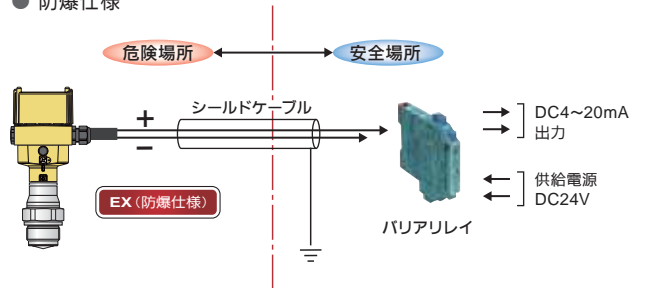 ● 防爆仕様
危険場所
安全場所
シールドケーブル
+
−
DC4〜20mA
出力
EX(防爆仕様)
供給電源
DC24V
バリアリレイ